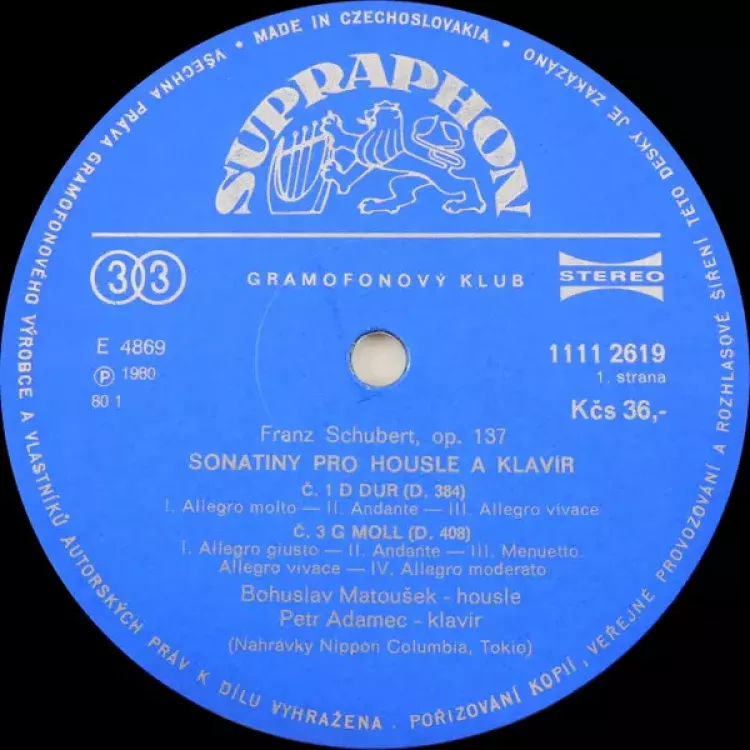 VŠECHNA PRÁVA GRAMOFONOVÉHO VÝROBCE A VLASTNÍKŮ AUTORSKÝCH PRÁV K DÍLU VYHRAŽENA . POŘIZOVÁNÍ KOPIÍ, VEŘEJNÉ PROVOZOVÁNÍ A ROZHLASOVÉ ŠÍŘENÍ TÉTO DESKY JE ZAKÁZÁNO
• MADE IN CZECHOSLOVAKIA •
SUPRAPHON
33
GRAMOFONOVÝ KLUB
STEREO
E 4869
℗ 1980
80 1
1111 2619
1. strana
Kčs 36,-
Franz Schubert, op. 137
SONATINY PRO HOUSLE A KLAVÍR
Č. 1 D DUR (D. 384)
I. Allegro molto — II. Andante — III. Allegro vivace
Č. 3 G MOLL (D. 408)
I. Allegro giusto — II. Andante — III. Menuetto.
Allegro vivace — IV. Allegro moderato
Bohuslav Matoušek - housle
Petr Adamec - klavír
(Nahrávky Nippon Columbia, Tokio)